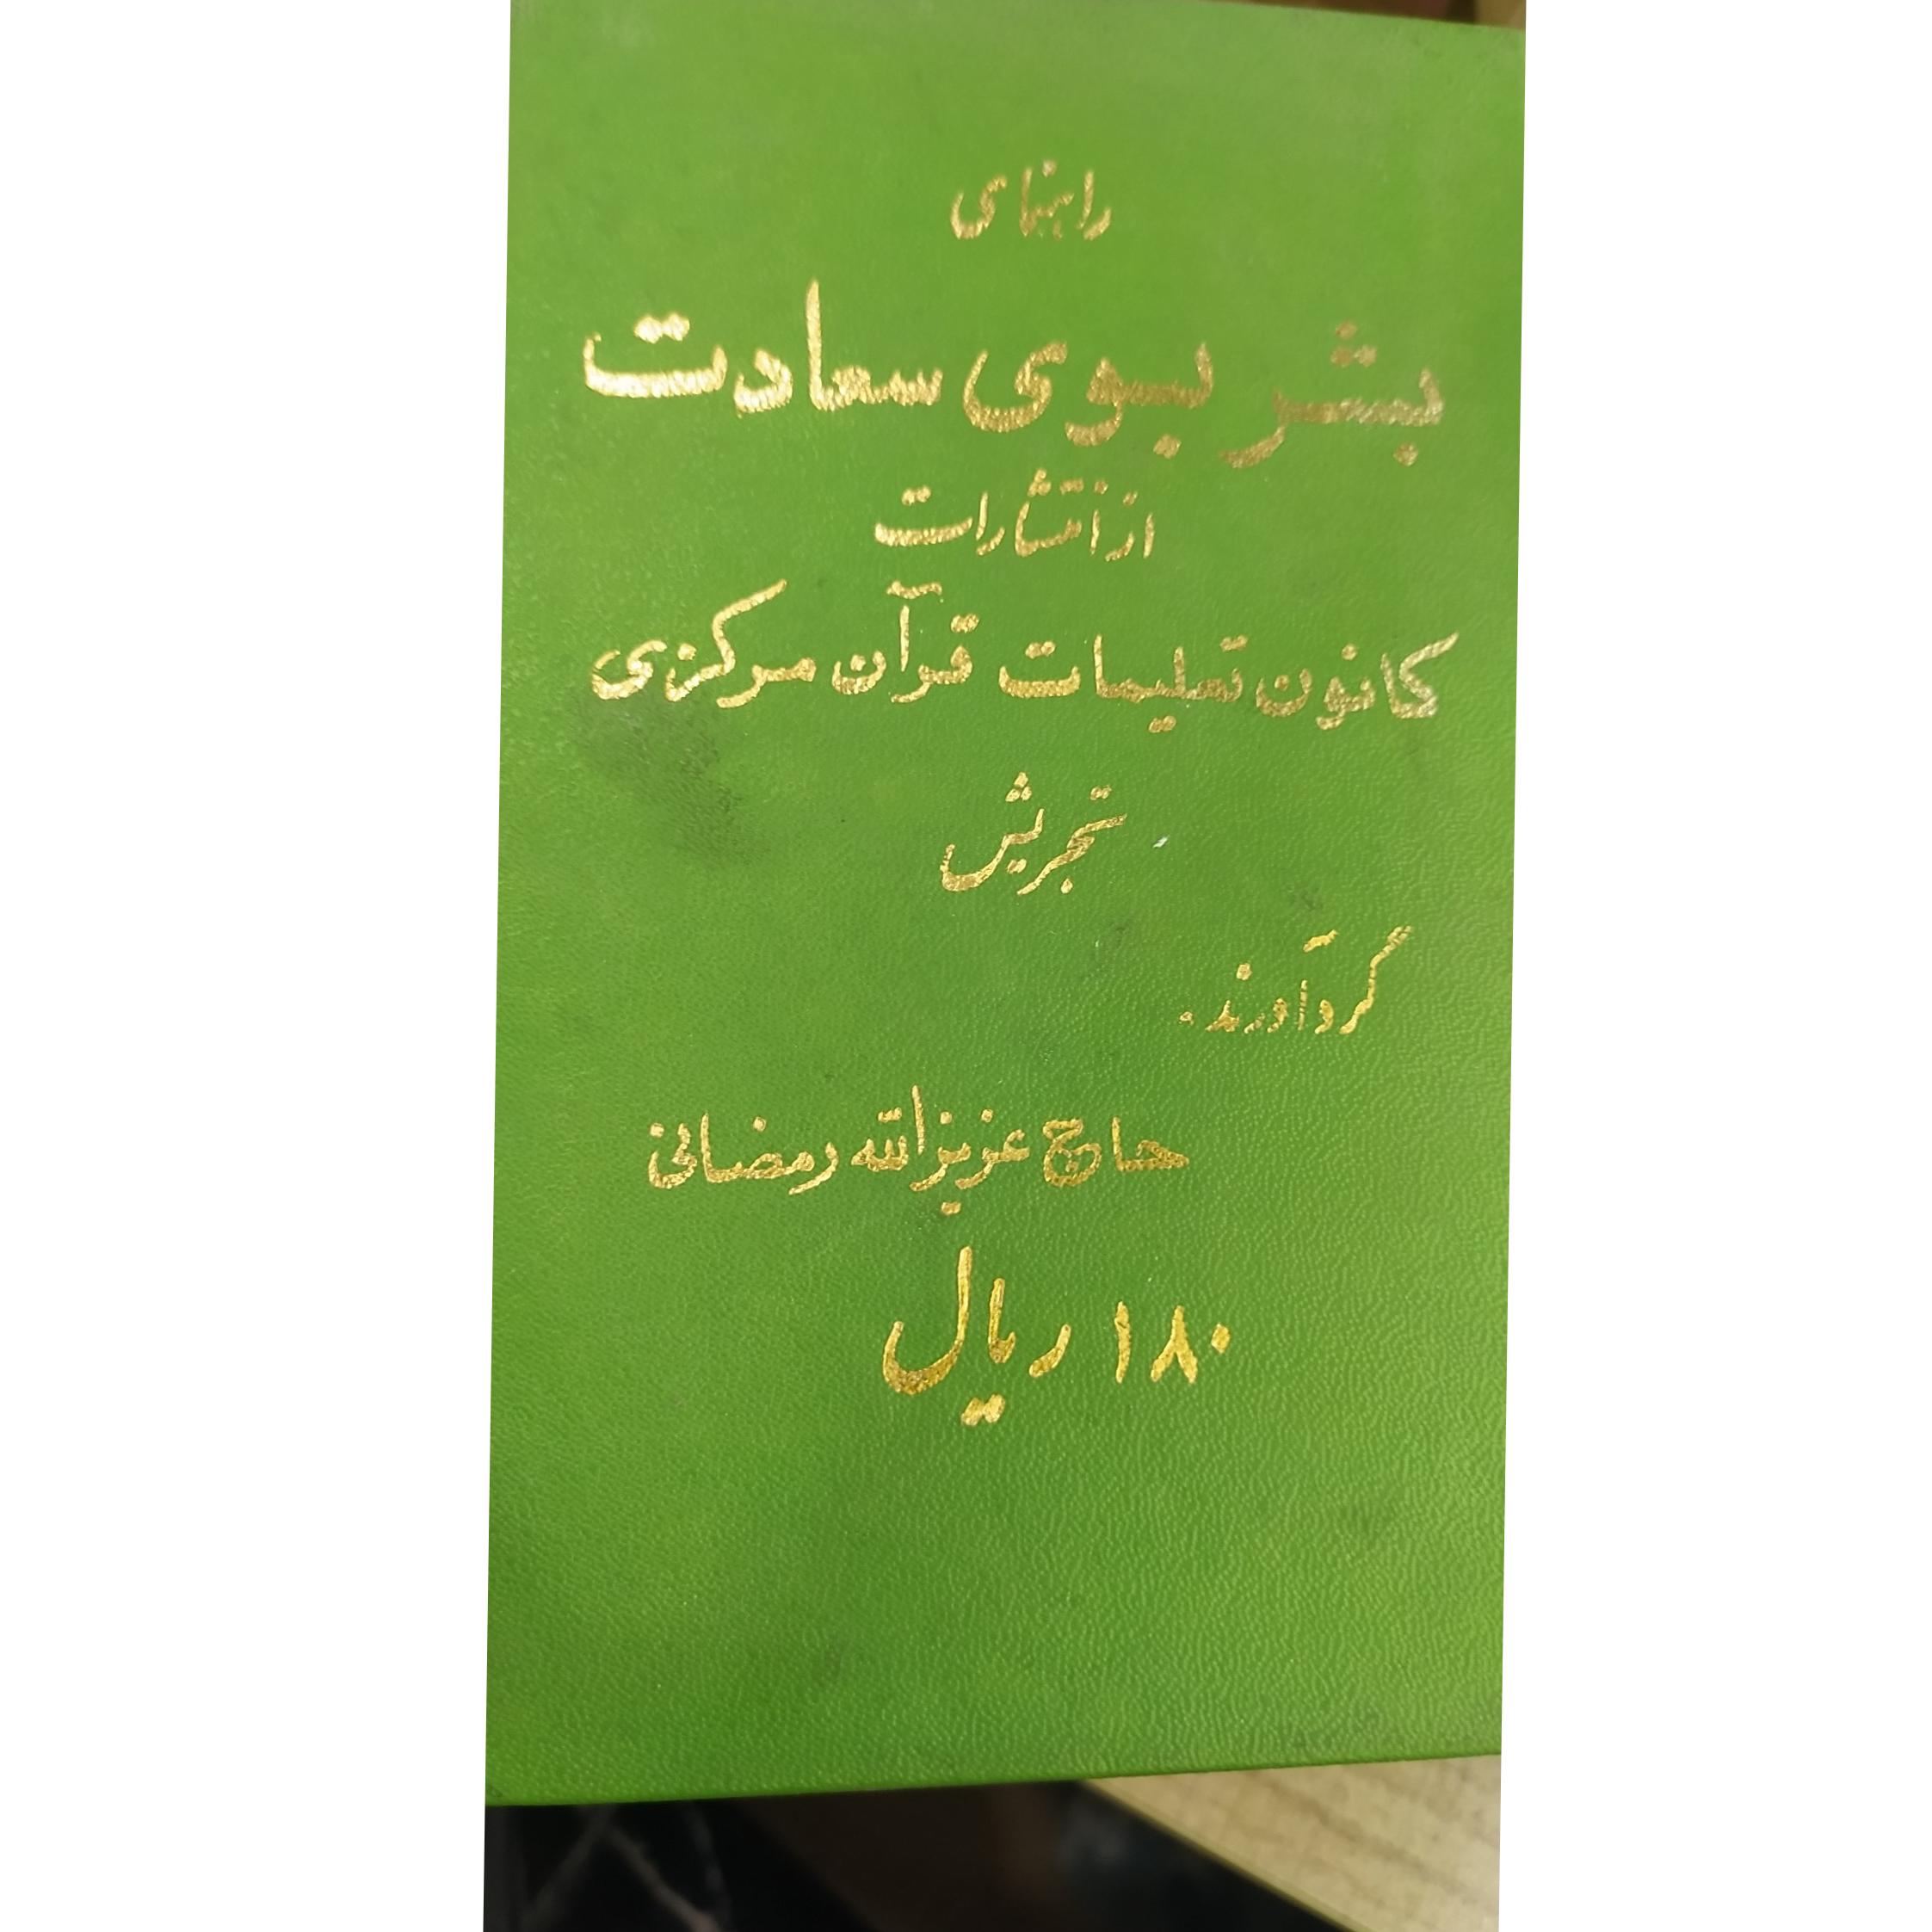 راهنمای
بشر بسوی سعادت
از انتشارات
کانون تعلیمات قرآن مرکزی
تجریش
گردآورنده
حاج عزیزالله رمضانی
۱۸۰ ریال